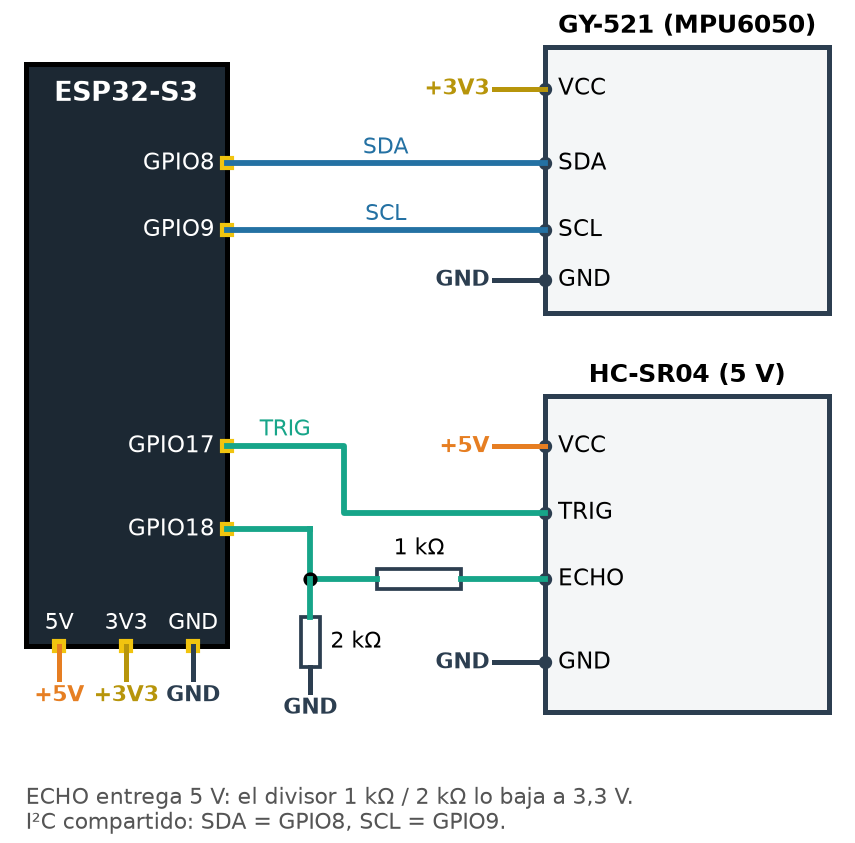 GY-521 (MPU6050)
ESP32-S3
+3V3
VCC
GPIO8
SDA
SDA
GPIO9
SCL
SCL
GND
GND
HC-SR04 (5 V)
GPIO17
TRIG
+5V
VCC
TRIG
GPIO18
1 kΩ
ECHO
5V
3V3
GND
2 kΩ
GND
GND
+5V
+3V3
GND
GND
ECHO entrega 5 V: el divisor 1 kΩ / 2 kΩ lo baja a 3,3 V.
I²C compartido: SDA = GPIO8, SCL = GPIO9.